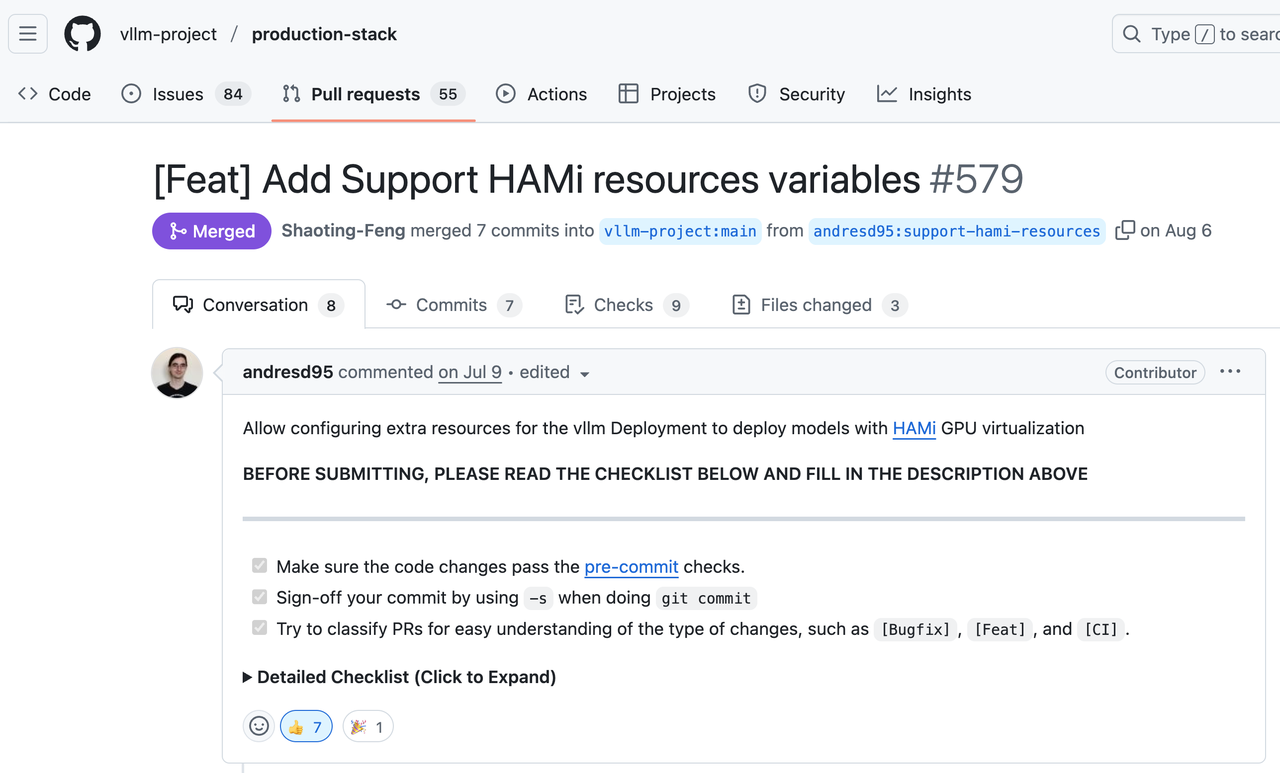 vllm-project / production-stack
Type / to searc
Code Issues 84 Pull requests 55 Actions Projects Security Insights
[Feat] Add Support HAMi resources variables #579
Merged Shaoting-Feng merged 7 commits into vllm-project:main from andresd95:support-hami-resources on Aug 6
Conversation 8 Commits 7 Checks 9 Files changed 3
andresd95 commented on Jul 9 • edited Contributor ...
Allow configuring extra resources for the vllm Deployment to deploy models with HAMi GPU virtualization
BEFORE SUBMITTING, PLEASE READ THE CHECKLIST BELOW AND FILL IN THE DESCRIPTION ABOVE
Make sure the code changes pass the pre-commit checks.
Sign-off your commit by using -s when doing git commit
Try to classify PRs for easy understanding of the type of changes, such as [Bugfix], [Feat], and [CI].
Detailed Checklist (Click to Expand)
👍 7 🎉 1